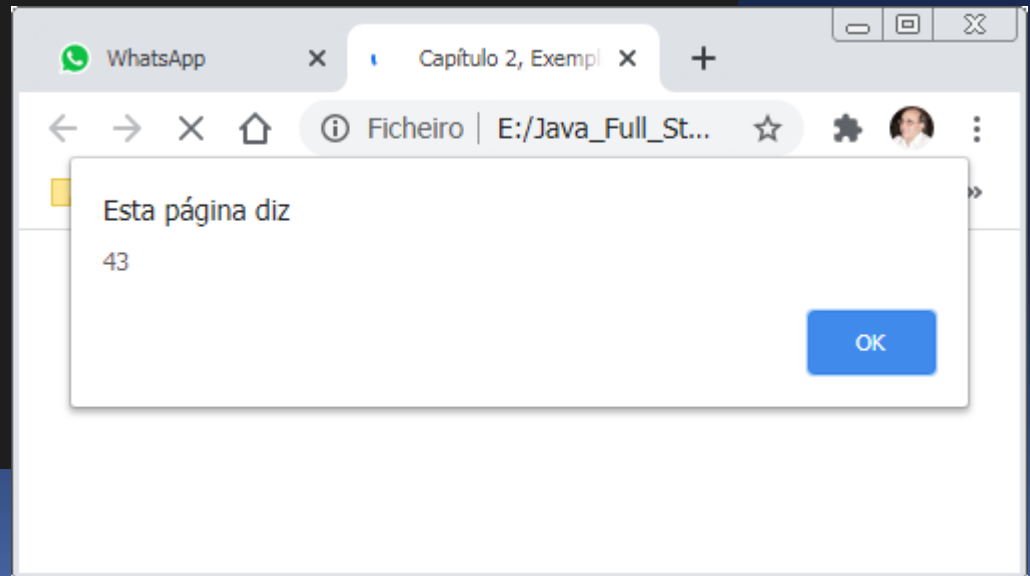 WhatsApp
Capítulo 2, Exempl
Ficheiro | E:/Java_Full_St...
»
Esta página diz
43
OK